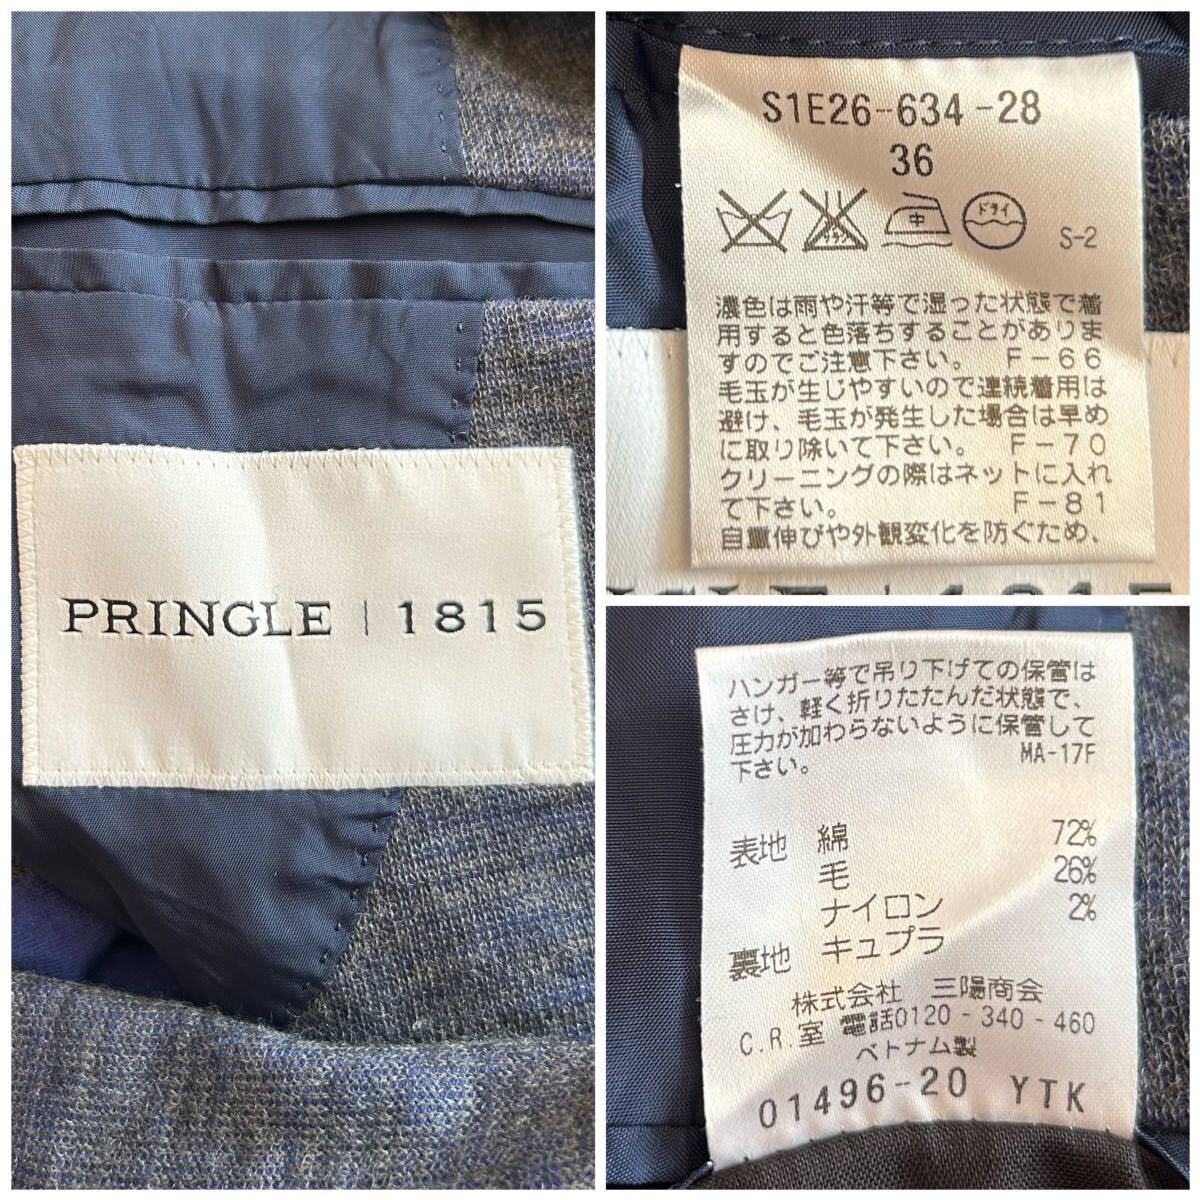 PRINGLE | 1815
S1E26-634-28
36
エンソサラシ
中
ドライ
S-2
濃色は雨や汗等で湿った状態で着
用すると色落ちすることがありま
すのでご注意下さい。 F-66
毛玉が生じやすいので連続着用は
避け、毛玉が発生した場合は早め
に取り除いて下さい。 F-70
クリーニングの際はネットに入れ
て下さい。 F-81
自重伸びや外観変化を防ぐため、
ハンガー等で吊り下げての保管は
さけ、軽く折りたたんだ状態で、
圧力が加わらないように保管して
下さい。 MA-17F
表地 綿 72%
毛 26%
ナイロン 2%
裏地 キュプラ
株式会社 三陽商会
C.R.室 電話0120-340-460
ベトナム製
01496-20 YTK